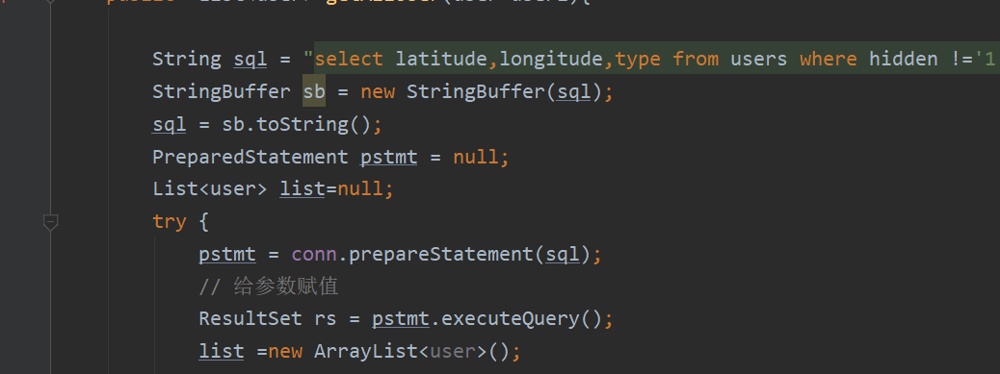 String sql = "select latitude,longitude,type from users where hidden !='1
StringBuffer sb = new StringBuffer(sql);
sql = sb.toString();
PreparedStatement pstmt = null;
List<user> list=null;
try {
pstmt = conn.prepareStatement(sql);
// 给参数赋值
ResultSet rs = pstmt.executeQuery();
list =new ArrayList<user>();